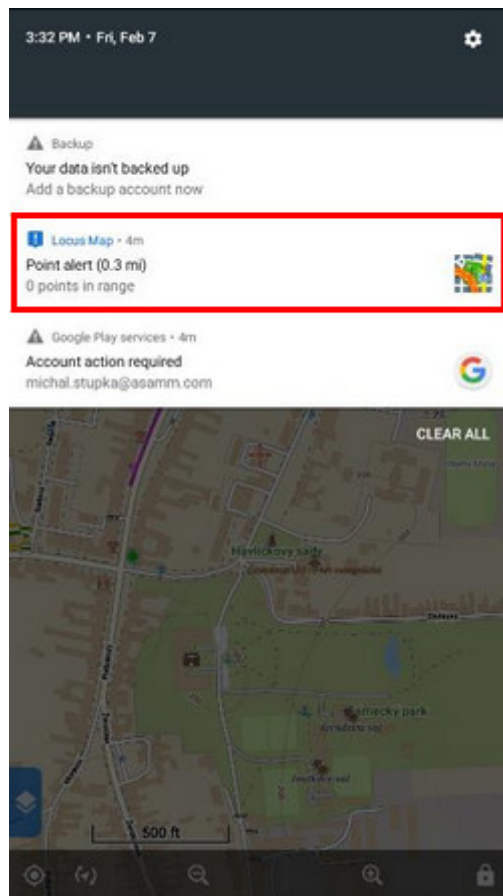 3:32 PM • Fri, Feb 7
Backup
Your data isn't backed up
Add a backup account now
Locus Map • 4m
Point alert (0.3 mi)
0 points in range
Google Play services • 4m
Account action required
michal.stupka@asamm.com
CLEAR ALL
Havlíčkovy sady
Zámecký park
500 ft